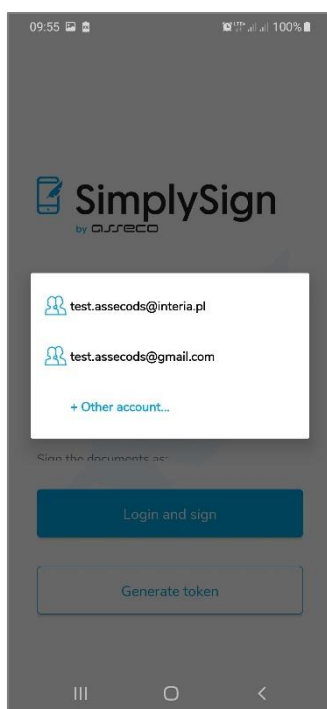 09:55 100%
SimplySign
by asseco
test.assecods@interia.pl
test.assecods@gmail.com
+ Other account...
Sign the documents as:
Login and sign
Generate token